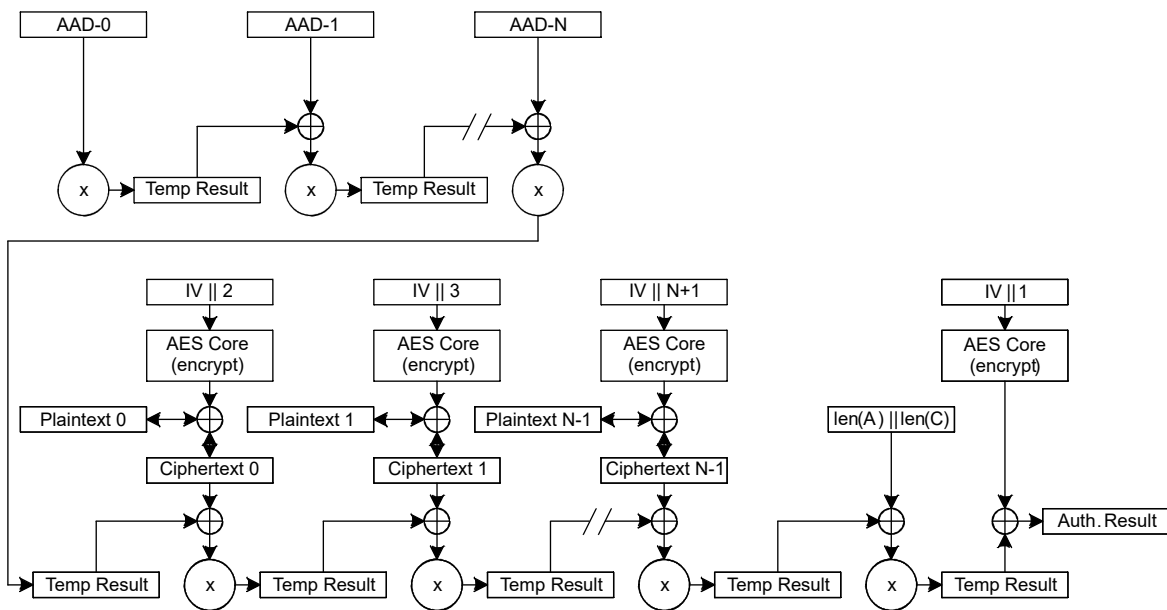 AAD-0
AAD-1
AAD-N
x
Temp Result
x
Temp Result
x
IV || 2
IV || 3
IV || N+1
IV || 1
AES Core
(encrypt)
AES Core
(encrypt)
AES Core
(encrypt)
AES Core
(encrypt)
Plaintext 0
Plaintext 1
Plaintext N-1
len(A) || len(C)
Ciphertext 0
Ciphertext 1
Ciphertext N-1
Auth. Result
Temp Result
x
Temp Result
x
Temp Result
x
Temp Result
x
Temp Result